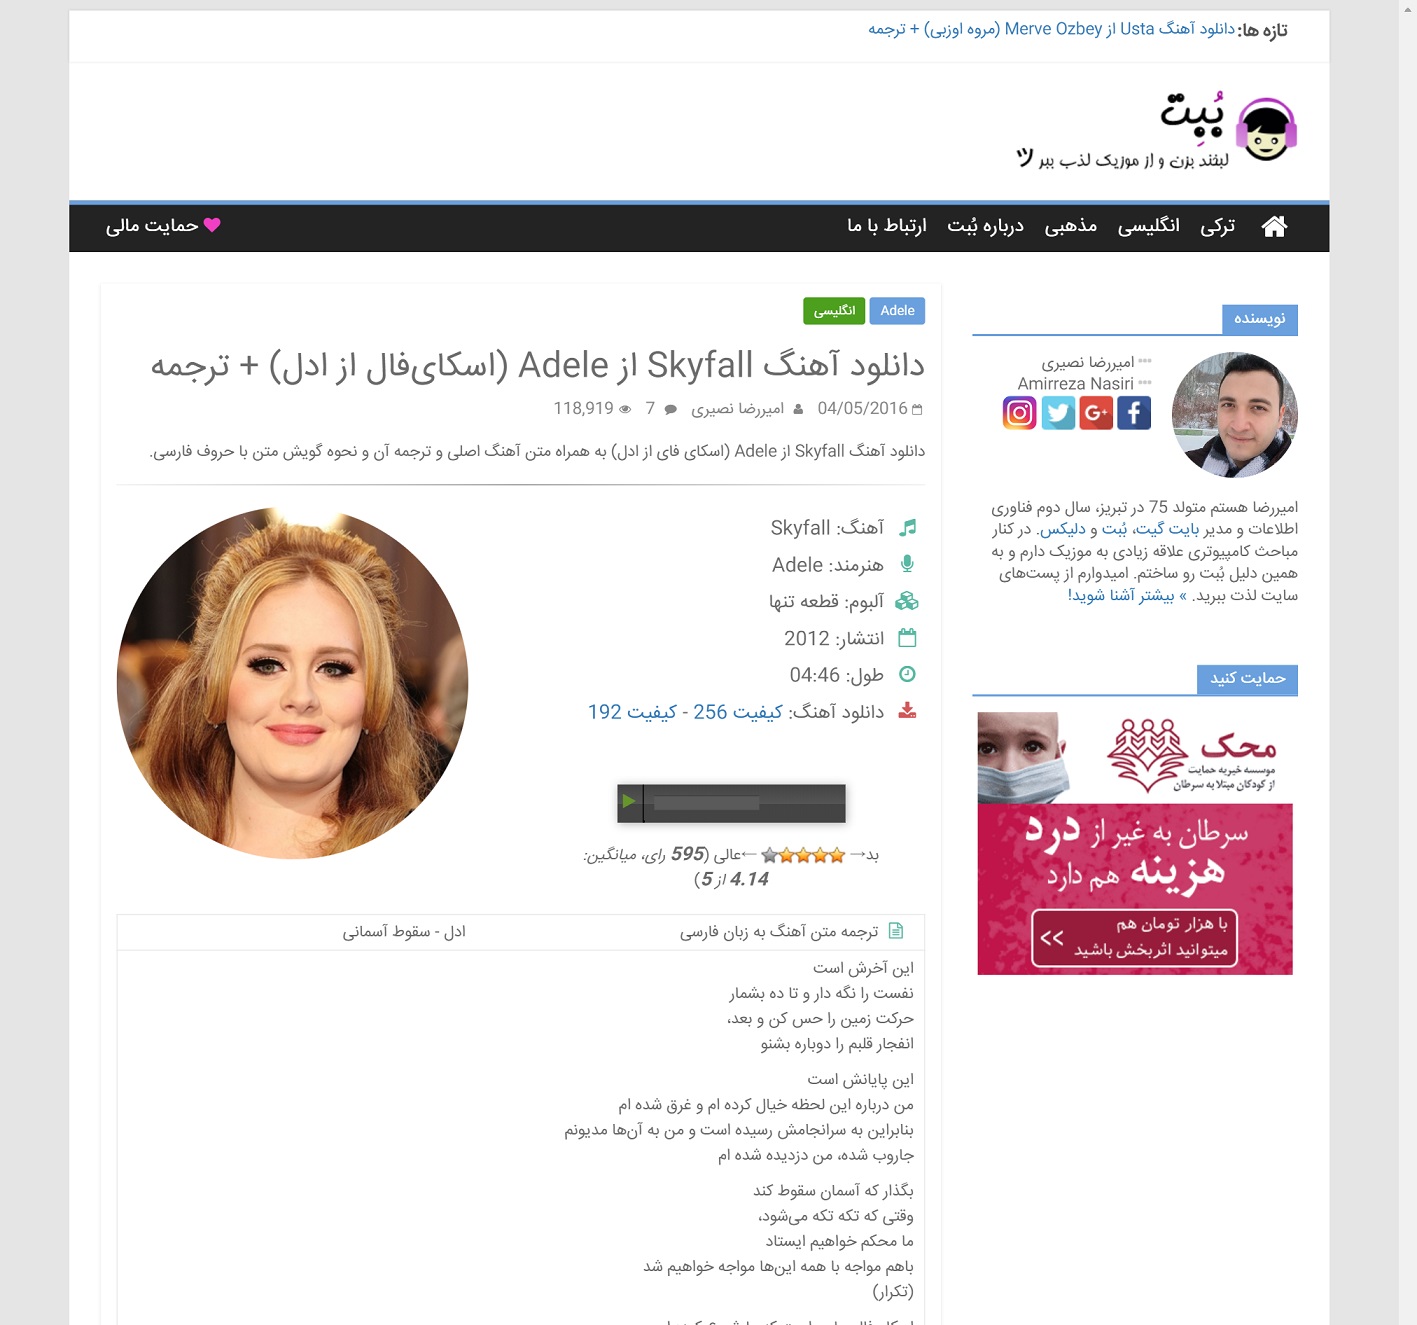 تازه ها: دانلود آهنگ Usta از Merve Ozbey (مروه اوزبی) + ترجمه
بُبِت
لبخند بزن و از موزیک لذب ببر ツ
ترکی
انگلیسی
مذهبی
درباره بُبت
ارتباط با ما
حمایت مالی
نویسنده
امیررضا نصیری
Amirreza Nasiri
امیررضا هستم متولد 75 در تبریز، سال دوم فناوری
اطلاعات و مدیر بایت گیت، بُبت و دلیکس. در کنار
مباحث کامپیوتری علاقه زیادی به موزیک دارم و به
همین دلیل بُبت رو ساختم. امیدوارم از پست‌های
سایت لذت ببرید. » بیشتر آشنا شوید!
حمایت کنید
محک
موسسه خیریه حمایت
از کودکان مبتلا به سرطان
سرطان به غیر از درد
هزینه هم دارد
با هزار تومان هم
میتوانید اثربخش باشید
>>
Adele
انگلیسی
دانلود آهنگ Skyfall از Adele (اسکای‌فال از ادل) + ترجمه
04/05/2016 امیررضا نصیری 7 118,919
دانلود آهنگ Skyfall از Adele (اسکای فای از ادل) به همراه متن آهنگ اصلی و ترجمه آن و نحوه گویش متن با حروف فارسی.
آهنگ: Skyfall
هنرمند: Adele
آلبوم: قطعه تنها
انتشار: 2012
طول: 04:46
دانلود آهنگ: کیفیت 256 - کیفیت 192
بد→ ←عالی (595 رای، میانگین:
4.14 از 5)
ترجمه متن آهنگ به زبان فارسی
ادل - سقوط آسمانی
این آخرش است
نفست را نگه دار و تا ده بشمار
حرکت زمین را حس کن و بعد،
انفجار قلبم را دوباره بشنو
این پایانش است
من درباره این لحظه خیال کرده ام و غرق شده ام
بنابراین به سرانجامش رسیده است و من به آن‌ها مدیونم
جاروب شده، من دزدیده شده ام
بگذار که آسمان سقوط کند
وقتی که تکه تکه می‌شود،
ما محکم خواهیم ایستاد
باهم مواجه با همه این‌ها مواجه خواهیم شد
(تکرار)